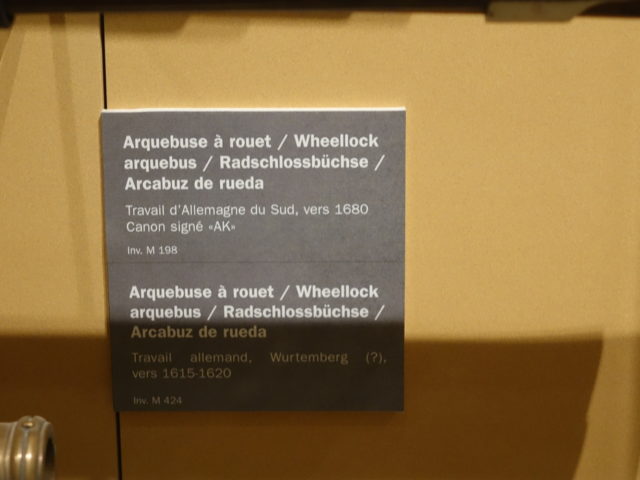 Arquebuse à rouet / Wheellock
arquebus / Radschlossbüchse /
Arcabuz de rueda
Travail d'Allemagne du Sud, vers 1680
Canon signé «AK»
Inv. M 198
Arquebuse à rouet / Wheellock
arquebus / Radschlossbüchse /
Arcabuz de rueda
Travail allemand, Wurtemberg (?),
vers 1615-1620
Inv. M 424